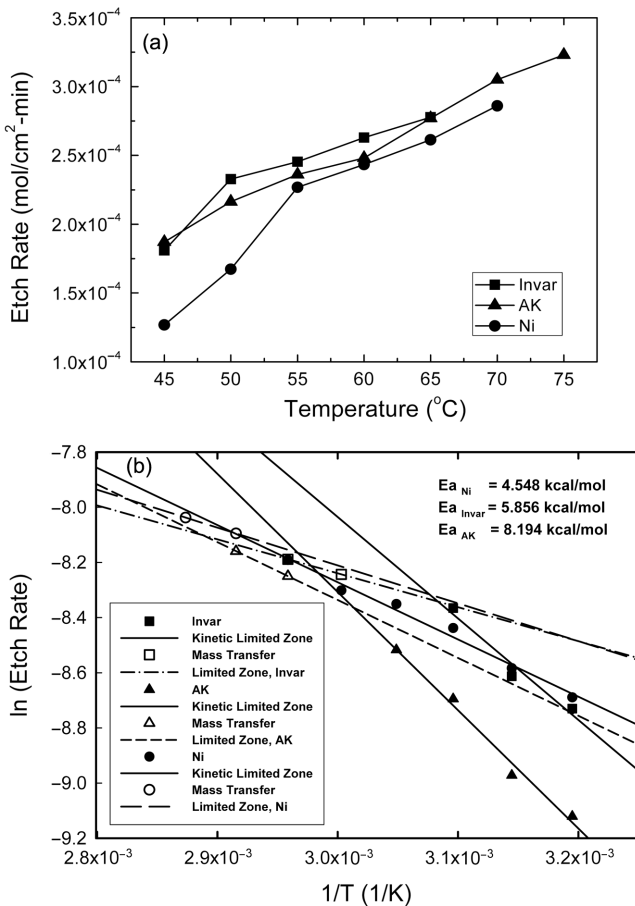 (a)
Etch Rate (mol/cm²-min)
3.5x10⁻⁴
3.0x10⁻⁴
2.5x10⁻⁴
2.0x10⁻⁴
1.5x10⁻⁴
1.0x10⁻⁴
Invar
AK
Ni
45 50 55 60 65 70 75
Temperature (°C)
(b)
ln (Etch Rate)
−7.8
−8.0
−8.2
−8.4
−8.6
−8.8
−9.0
−9.2
Ea Ni = 4.548 kcal/mol
Ea Invar = 5.856 kcal/mol
Ea AK = 8.194 kcal/mol
Invar
Kinetic Limited Zone
Mass Transfer
Limited Zone, Invar
AK
Kinetic Limited Zone
Mass Transfer
Limited Zone, AK
Ni
Kinetic Limited Zone
Mass Transfer
Limited Zone, Ni
2.8x10⁻³ 2.9x10⁻³ 3.0x10⁻³ 3.1x10⁻³ 3.2x10⁻³
1/T (1/K)